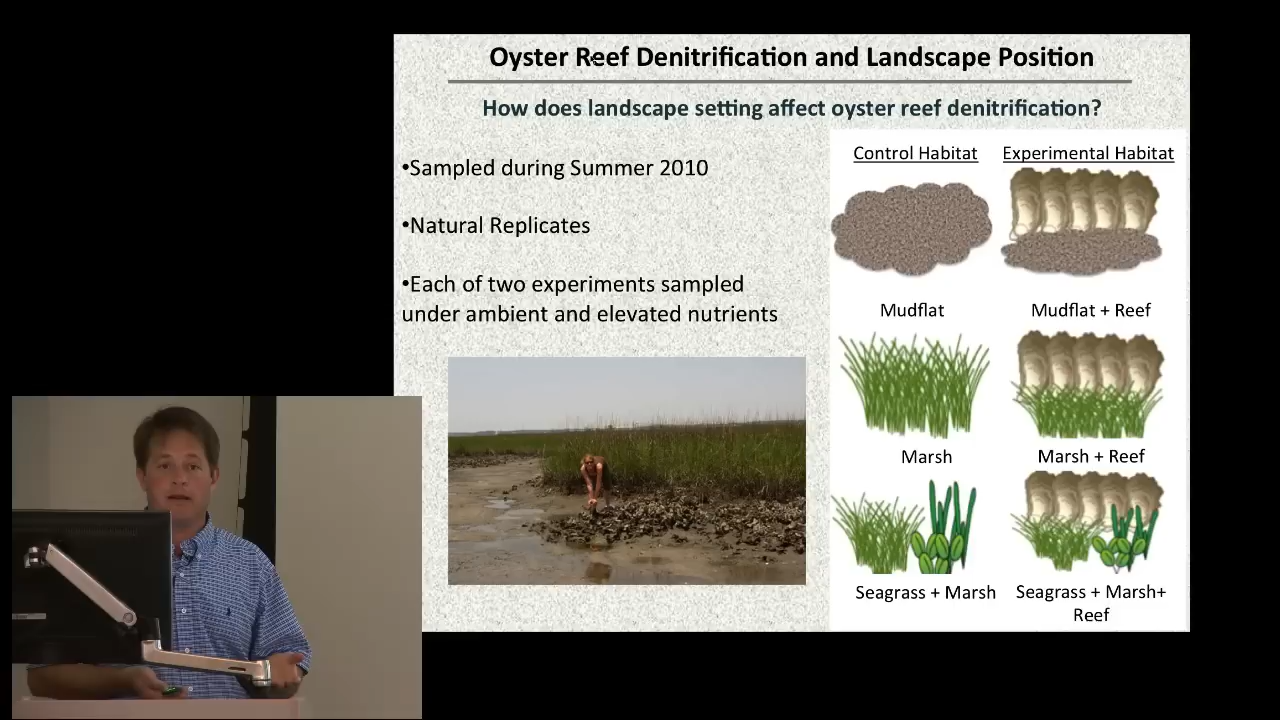 Oyster Reef Denitrification and Landscape Position
How does landscape setting affect oyster reef denitrification?
•Sampled during Summer 2010
•Natural Replicates
•Each of two experiments sampled
under ambient and elevated nutrients
Control Habitat
Experimental Habitat
Mudflat
Mudflat + Reef
Marsh
Marsh + Reef
Seagrass + Marsh
Seagrass + Marsh+
Reef